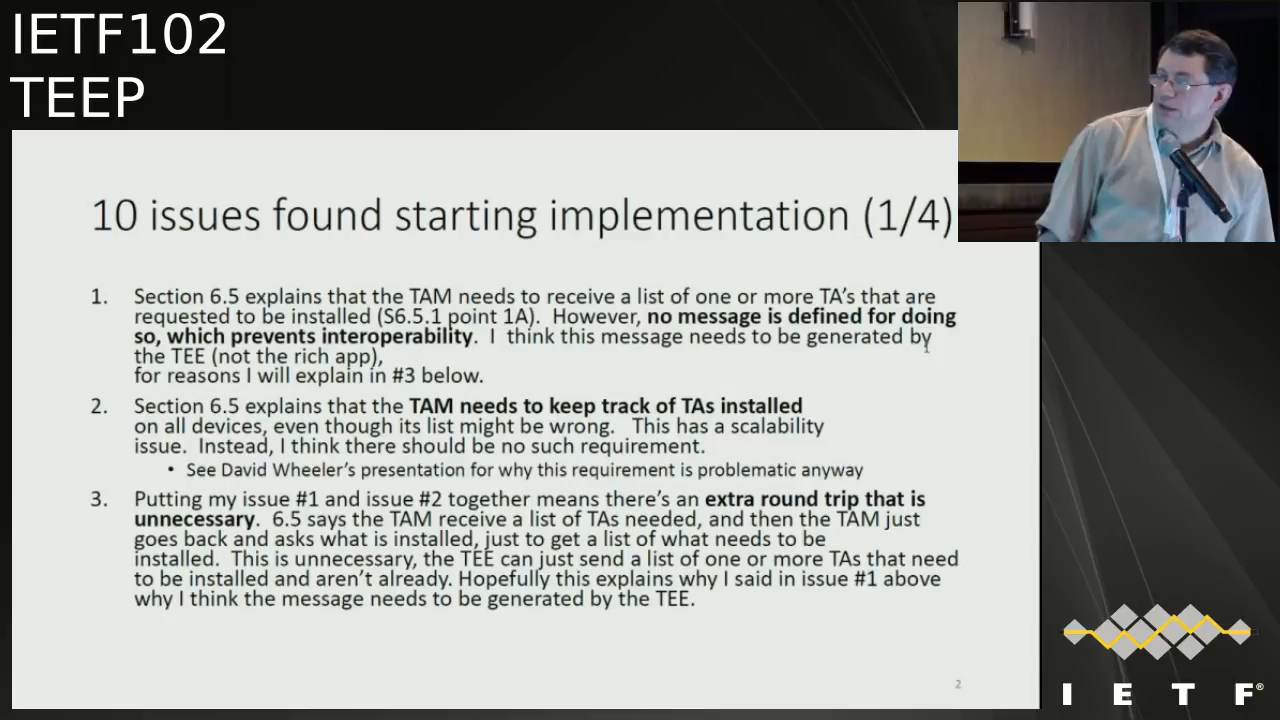 IETF102
TEEP
10 issues found starting implementation (1/4)
1. Section 6.5 explains that the TAM needs to receive a list of one or more TA's that are
requested to be installed (S6.5.1 point 1A). However, no message is defined for doing
so, which prevents interoperability. I think this message needs to be generated by
the TEE (not the rich app),
for reasons I will explain in #3 below.
2. Section 6.5 explains that the TAM needs to keep track of TAs installed
on all devices, even though its list might be wrong. This has a scalability
issue. Instead, I think there should be no such requirement.
• See David Wheeler's presentation for why this requirement is problematic anyway
3. Putting my issue #1 and issue #2 together means there's an extra round trip that is
unnecessary. 6.5 says the TAM receive a list of TAs needed, and then the TAM just
goes back and asks what is installed, just to get a list of what needs to be
installed. This is unnecessary, the TEE can just send a list of one or more TAs that need
to be installed and aren't already. Hopefully this explains why I said in issue #1 above
why I think the message needs to be generated by the TEE.
2
I E T F®